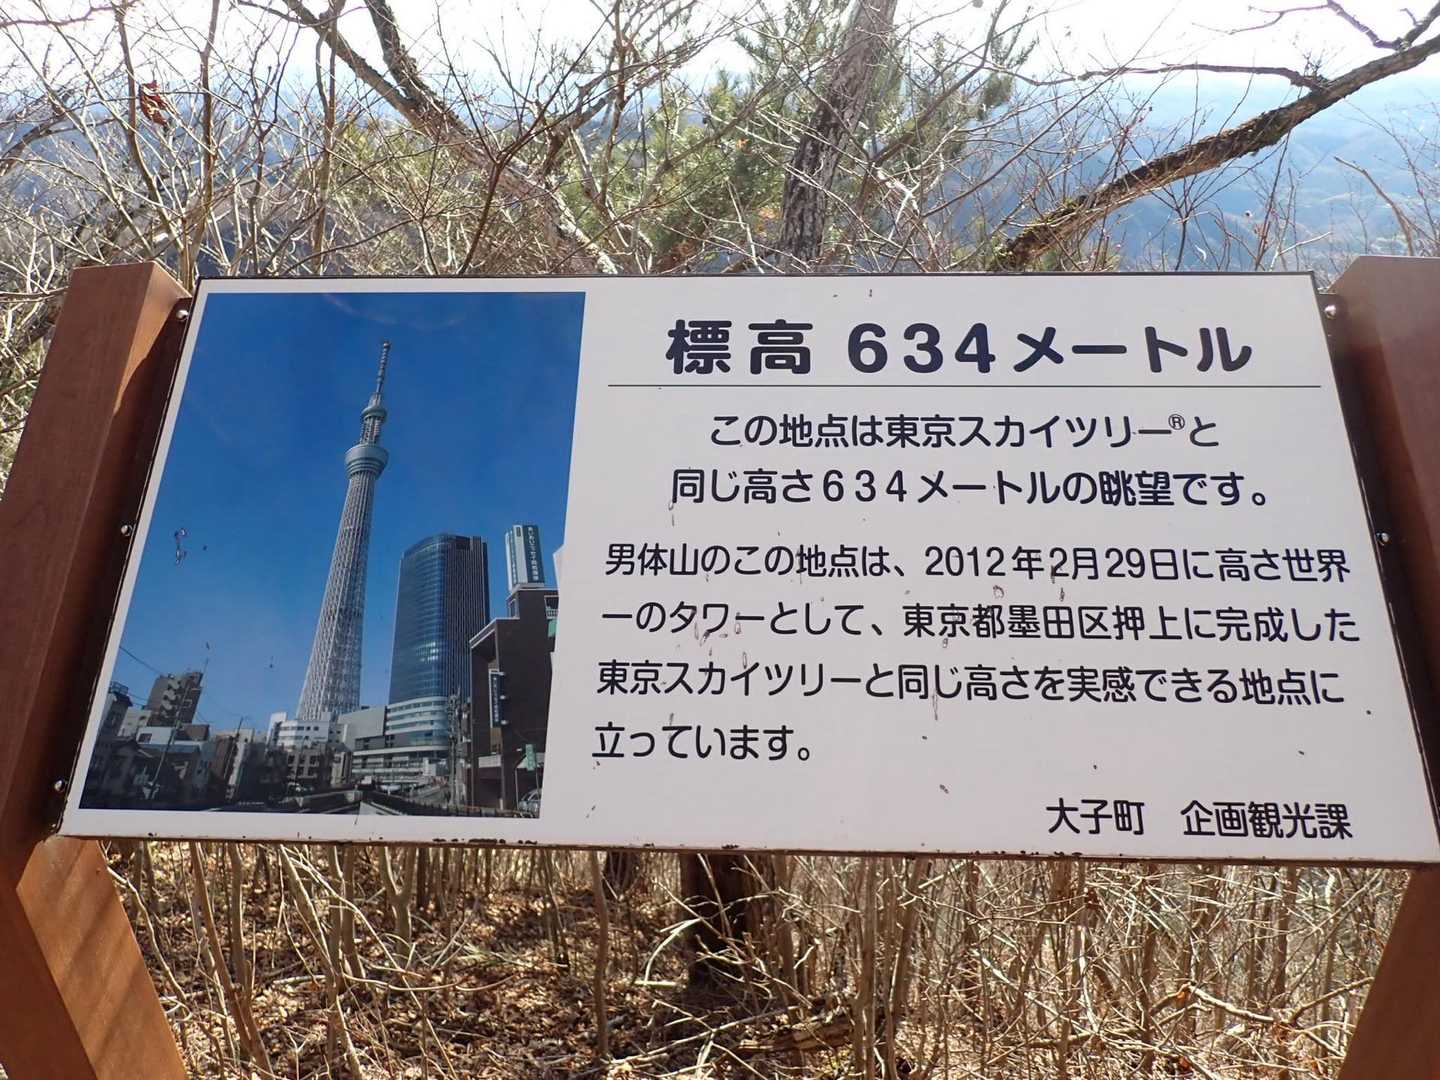 標高 634メートル
この地点は東京スカイツリー®と
同じ高さ634メートルの眺望です。
男体山のこの地点は、2012年2月29日に高さ世界
一のタワーとして、東京都墨田区押上に完成した
東京スカイツリーと同じ高さを実感できる地点に
立っています。
大子町 企画観光課